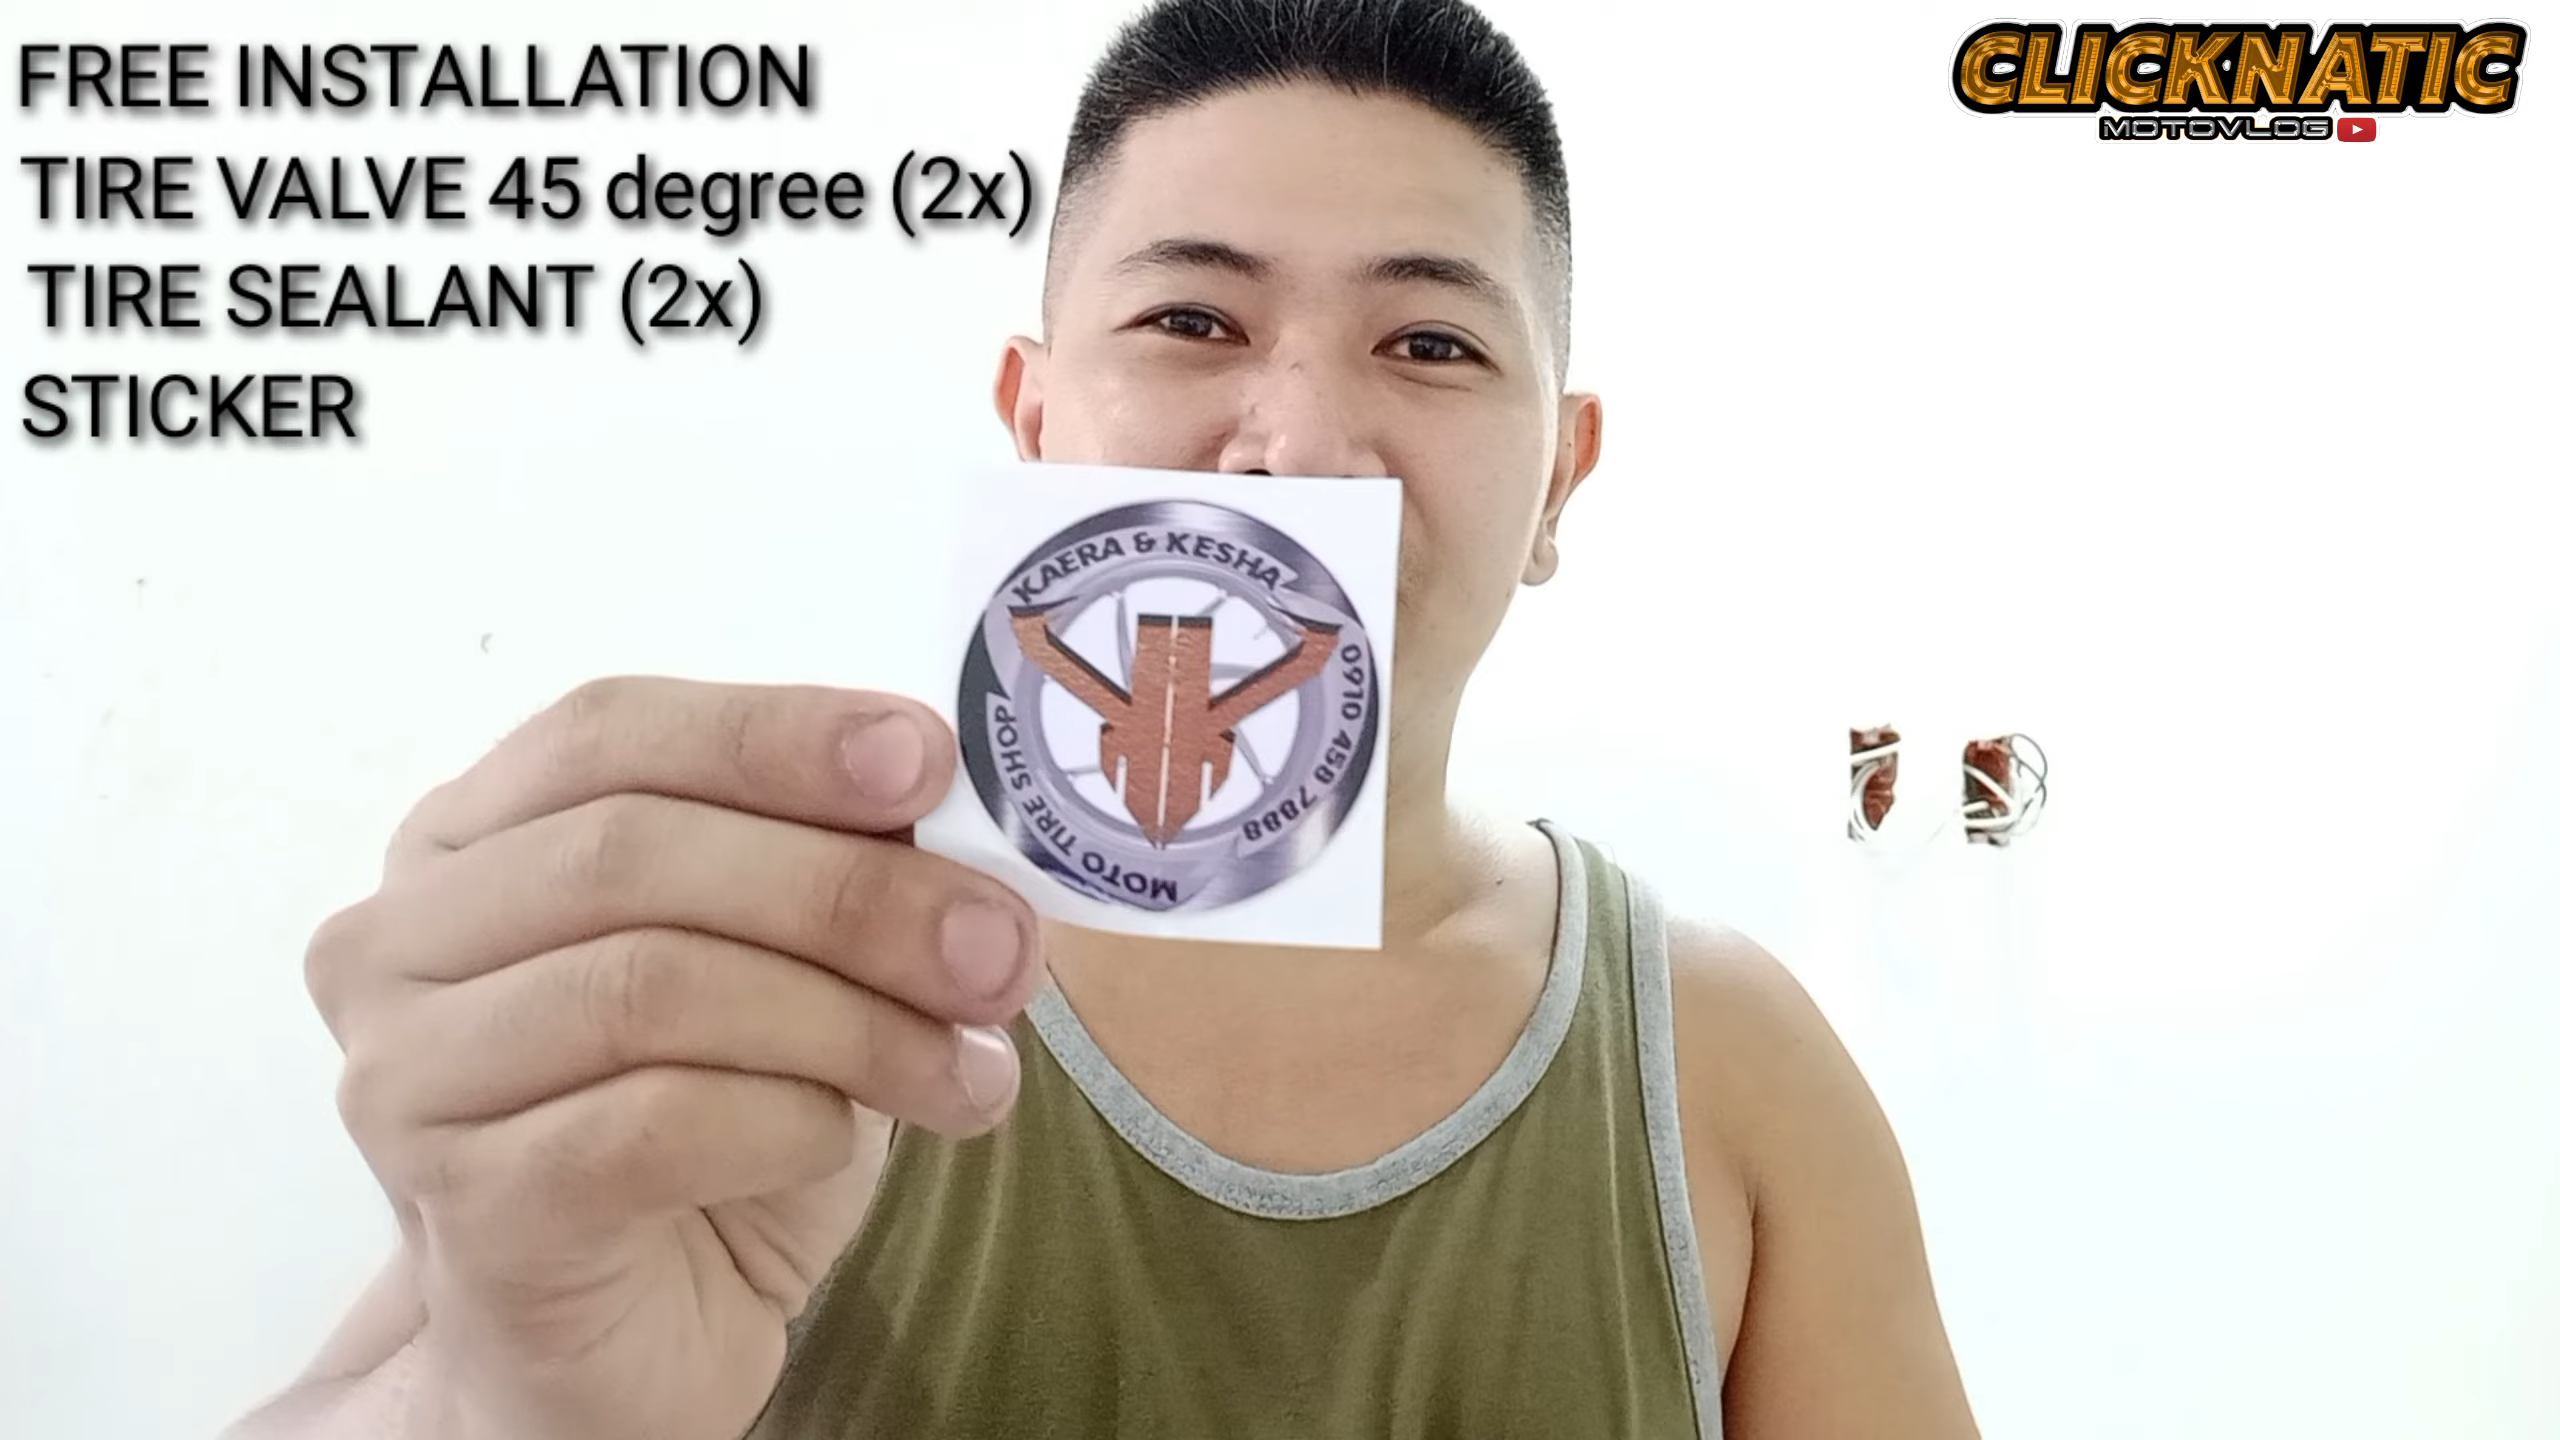 FREE INSTALLATION
TIRE VALVE 45 degree (2x)
TIRE SEALANT (2x)
STICKER
CLICKNATIC
MOTOVLOG
KAERA & KESHA
MOTO TIRE SHOP
0910 458 7888